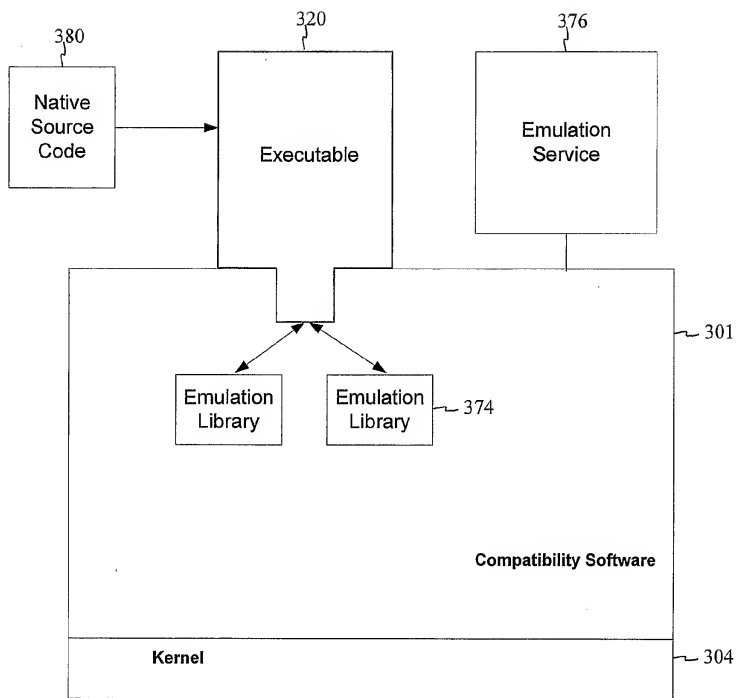 380
320
376
Native
Source
Code
Executable
Emulation
Service
301
Emulation
Library
Emulation
Library
374
Compatibility Software
Kernel
304